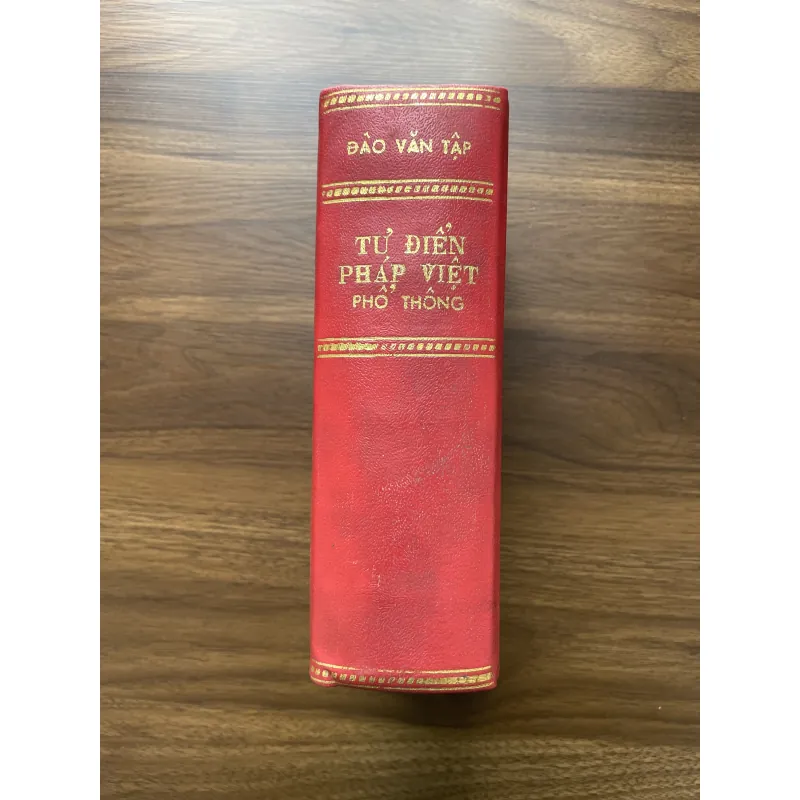 ĐÀO VĂN TẬP
TỰ ĐIỂN
PHÁP VIỆT
PHỔ THÔNG